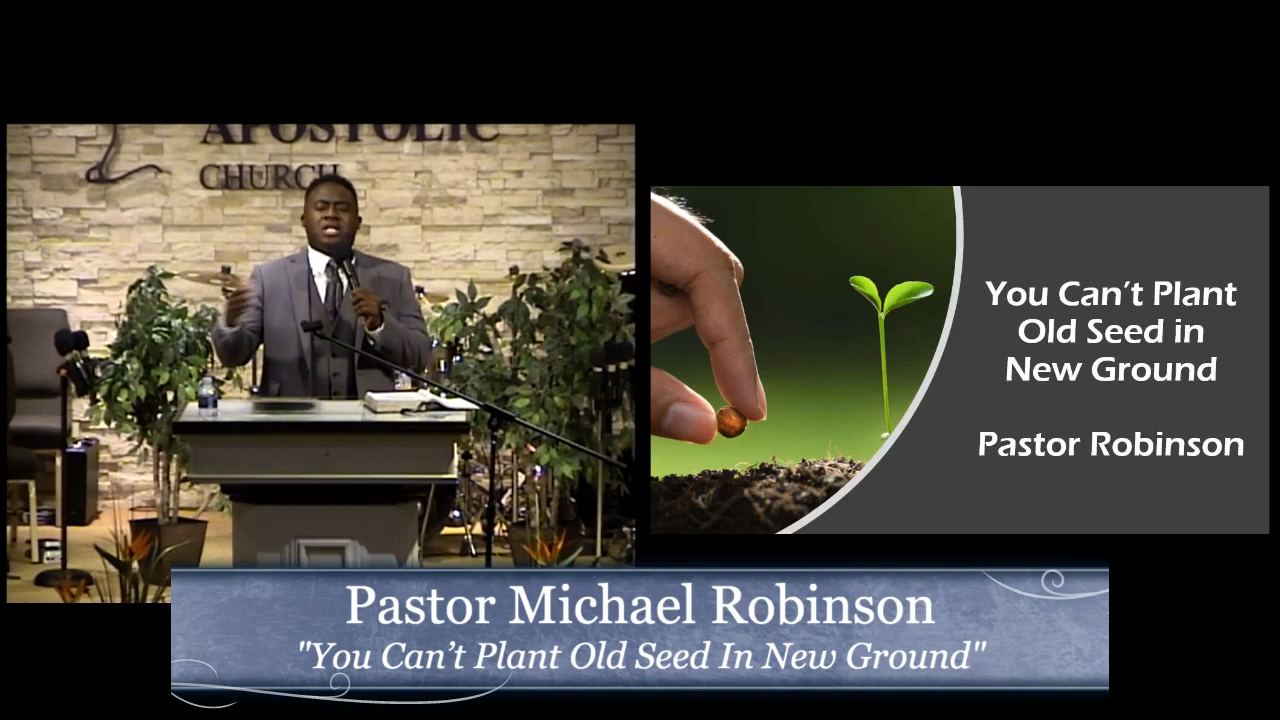 APOSTOLIC
CHURCH
You Can’t Plant
Old Seed in
New Ground
Pastor Robinson
Pastor Michael Robinson
"You Can’t Plant Old Seed In New Ground"